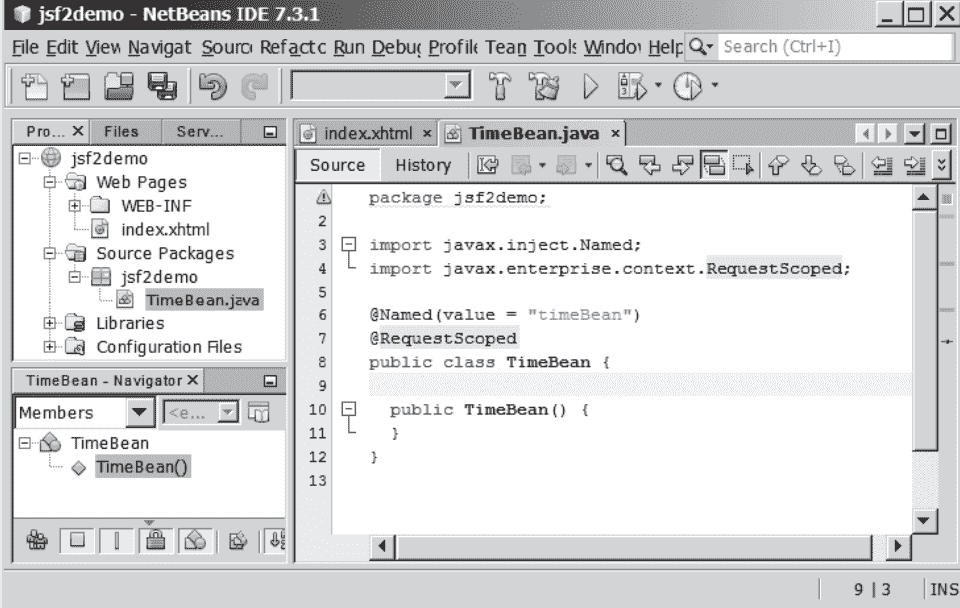 jsf2demo - NetBeans IDE 7.3.1
File Edit View Navigat Sourc Refactc Run Debug Profile Tean Tools Window Help Search (Ctrl+I)
Pro... Files Serv...
jsf2demo
Web Pages
WEB-INF
index.xhtml
Source Packages
jsf2demo
TimeBean.java
Libraries
Configuration Files
TimeBean - Navigator
Members <e...
TimeBean
TimeBean()
index.xhtml TimeBean.java
Source History
package jsf2demo;
2
3 import javax.inject.Named;
4 import javax.enterprise.context.RequestScoped;
5
6 @Named(value = "timeBean")
7 @RequestScoped
8 public class TimeBean {
9
10 public TimeBean() {
11 }
12 }
13
9 | 3 INS